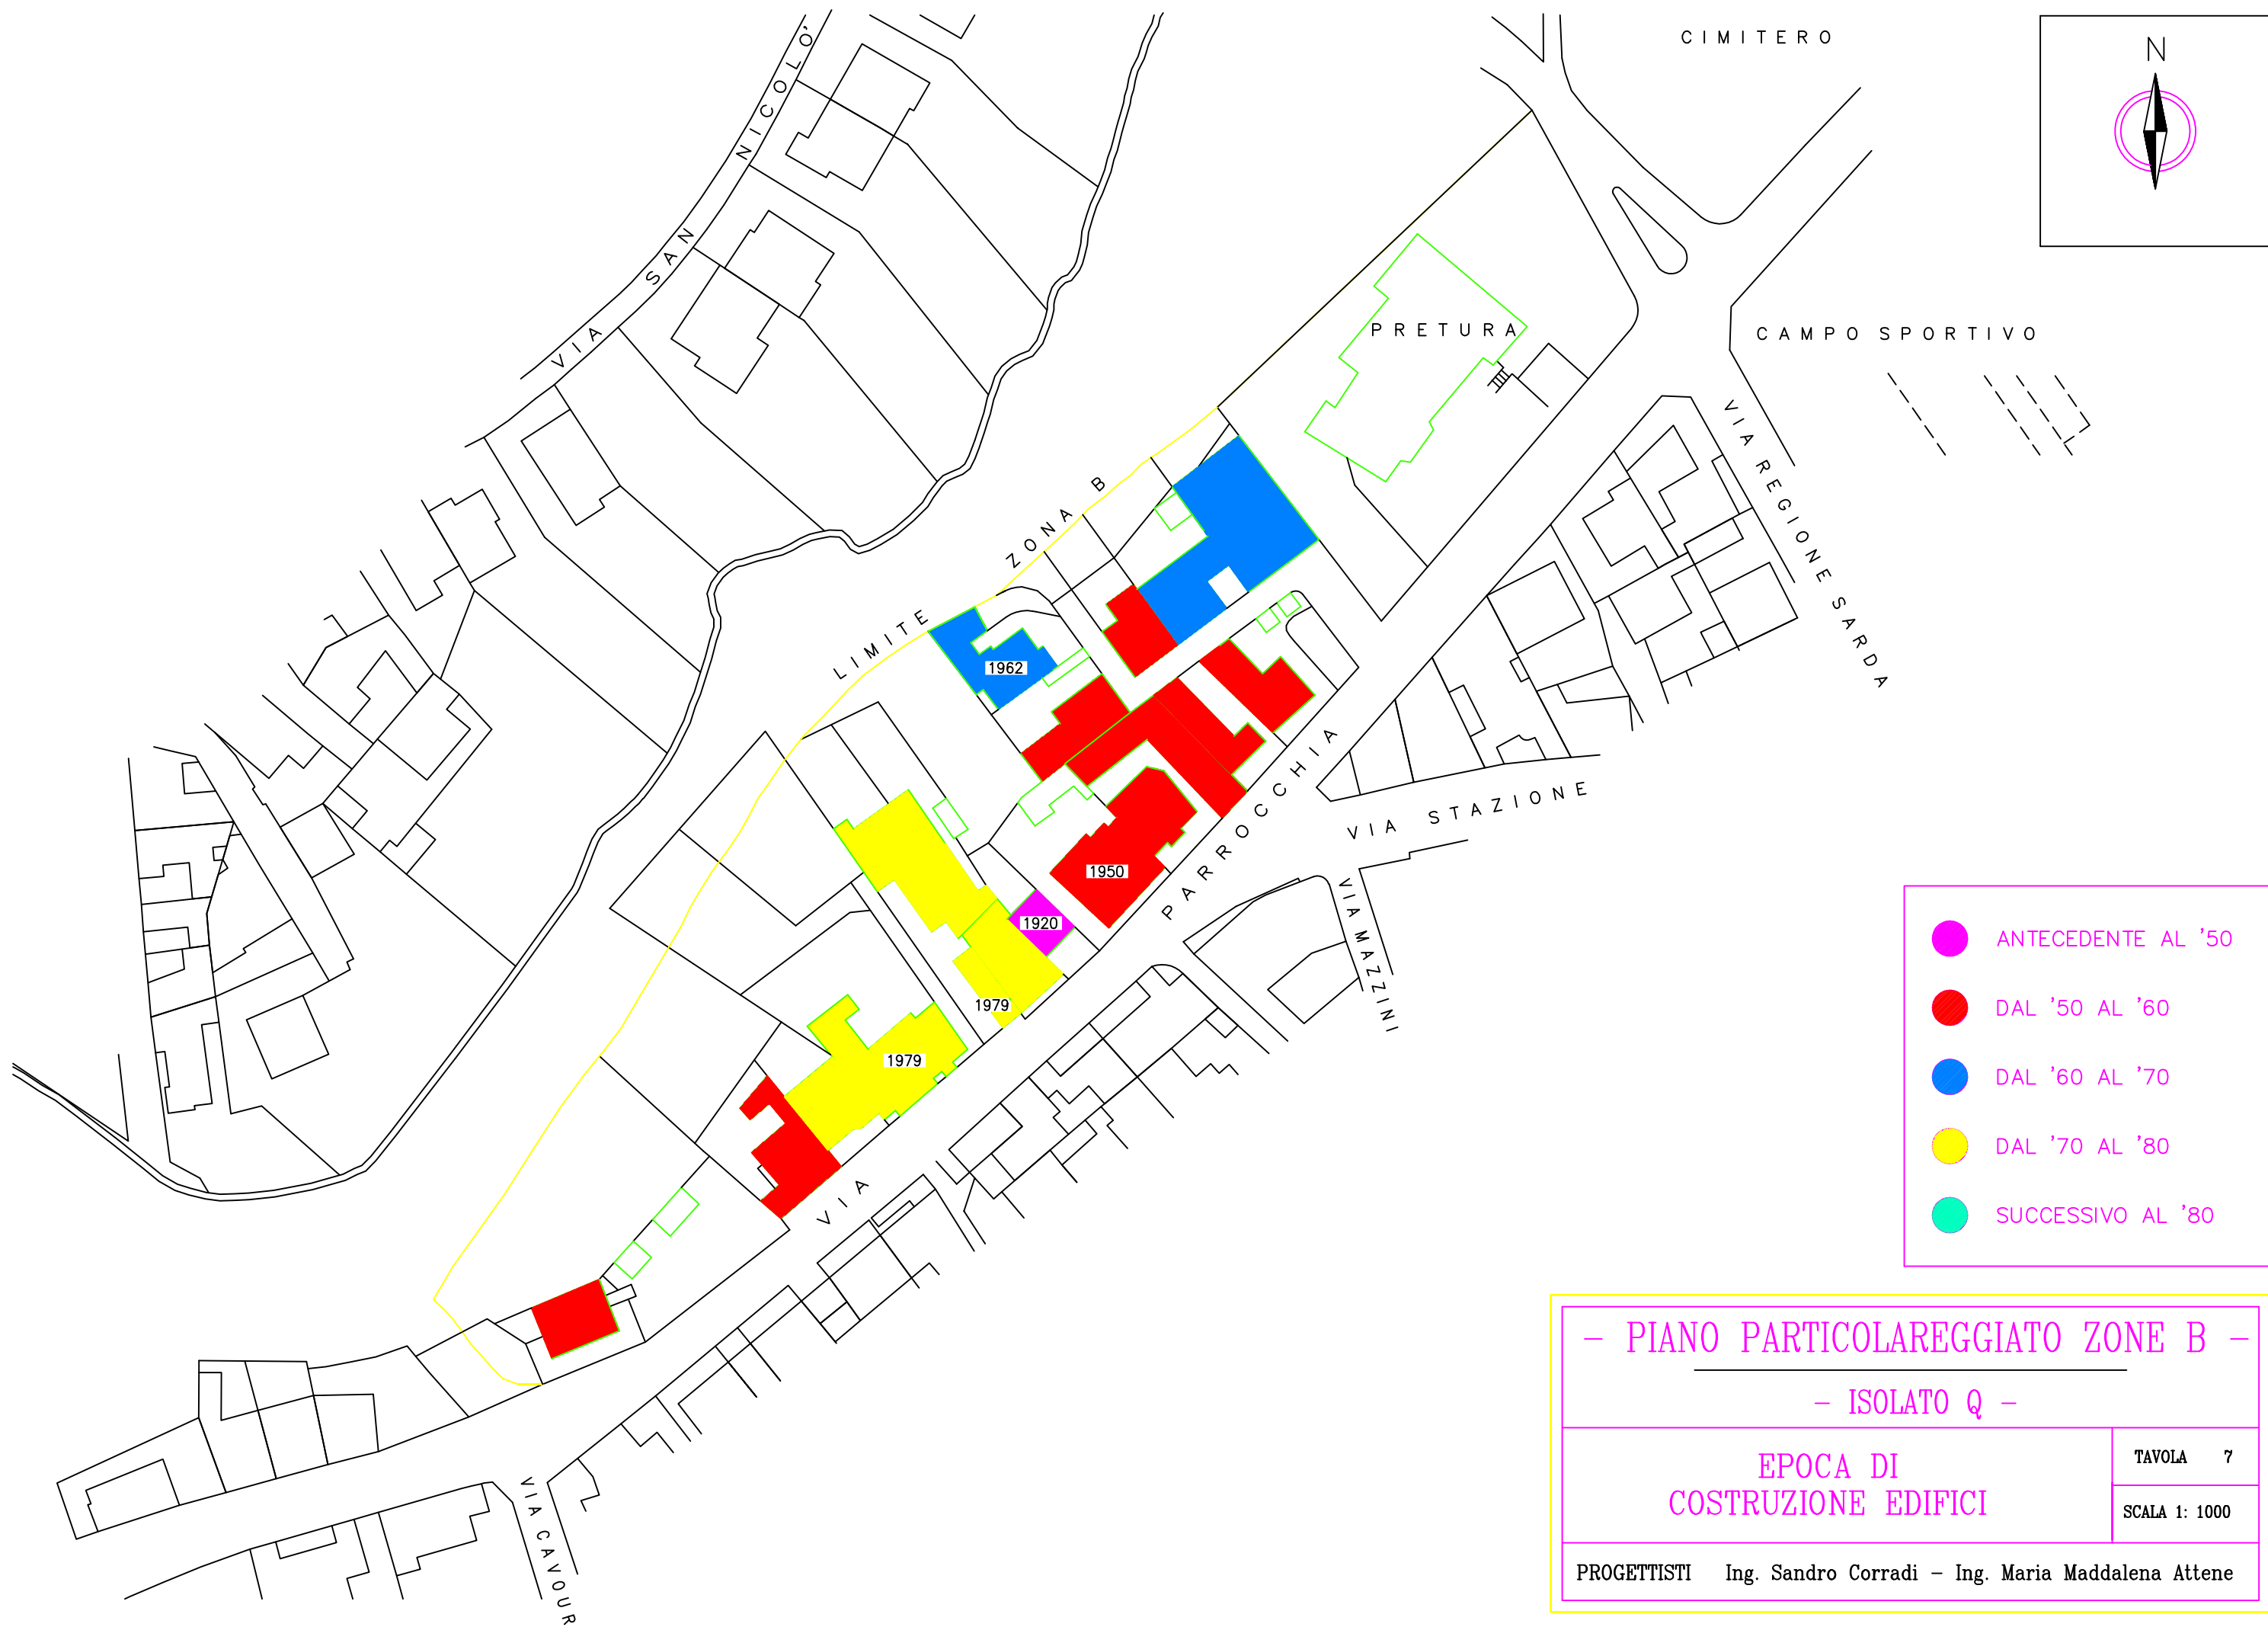 CIMITERO
N
VIA SAN NICOLO'
PRETURA
CAMPO SPORTIVO
VIA REGIONE SARDA
LIMITE ZONA B
1962
VIA STAZIONE
1950
VIA PARROCCHIA
1920
VIA MAZZINI
1979
1979
VIA CAVOUR
ANTECEDENTE AL '50
DAL '50 AL '60
DAL '60 AL '70
DAL '70 AL '80
SUCCESSIVO AL '80
- PIANO PARTICOLAREGGIATO ZONE B -
- ISOLATO Q -
EPOCA DI
COSTRUZIONE EDIFICI
TAVOLA 7
SCALA 1: 1000
PROGETTISTI Ing. Sandro Corradi - Ing. Maria Maddalena Attene